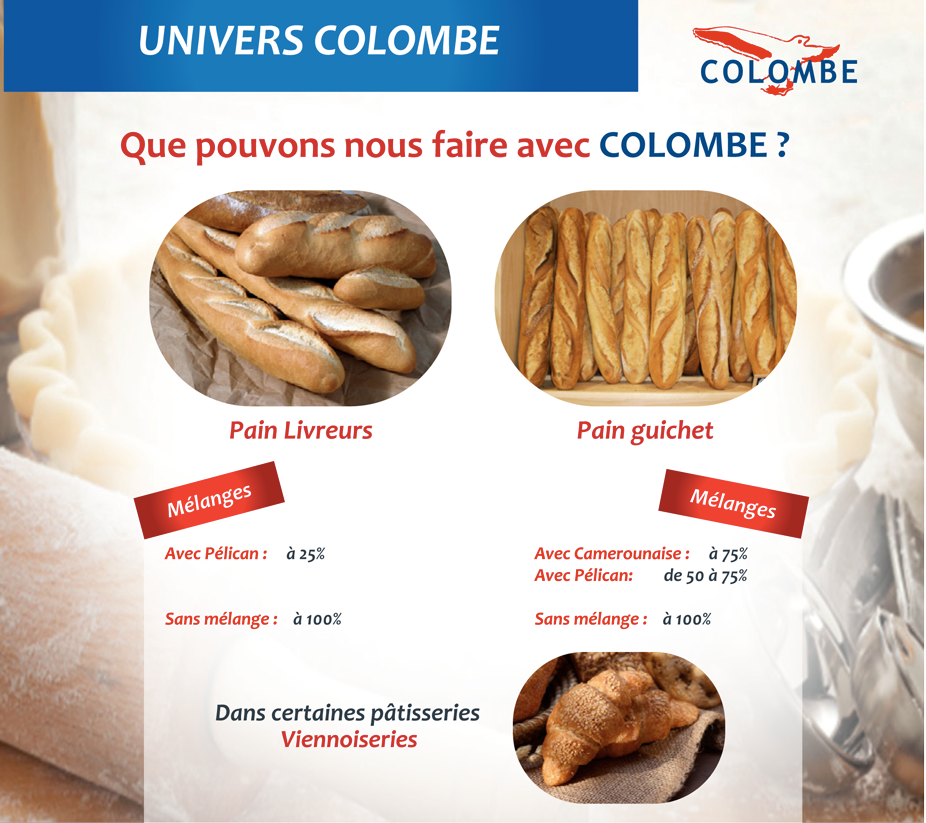 UNIVERS COLOMBE
COLOMBE
Que pouvons nous faire avec COLOMBE ?
Pain Livreurs
Pain guichet
Mélanges
Mélanges
Avec Pélican : à 25%
Sans mélange : à 100%
Avec Camerounaise : à 75%
Avec Pélican: de 50 à 75%
Sans mélange : à 100%
Dans certaines pâtisseries
Viennoiseries